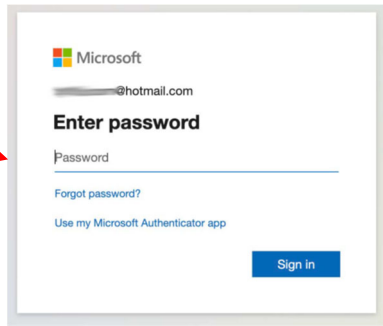 Microsoft
@hotmail.com
Enter password
Password
Forgot password?
Use my Microsoft Authenticator app
Sign in